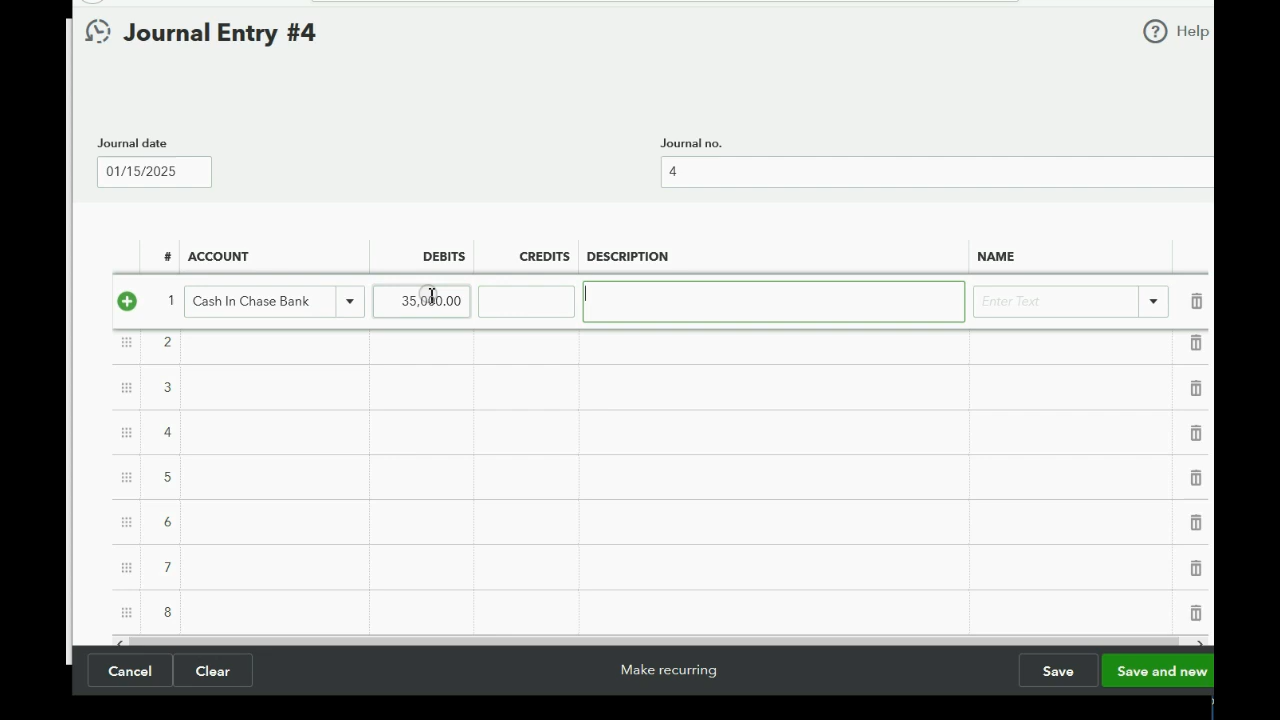 Journal Entry #4
Help
Journal date
Journal no.
01/15/2025
4
# ACCOUNT DEBITS CREDITS DESCRIPTION NAME
1 Cash In Chase Bank 35,000.00 Enter Text
2
3
4
5
6
7
8
Cancel Clear Make recurring Save Save and new